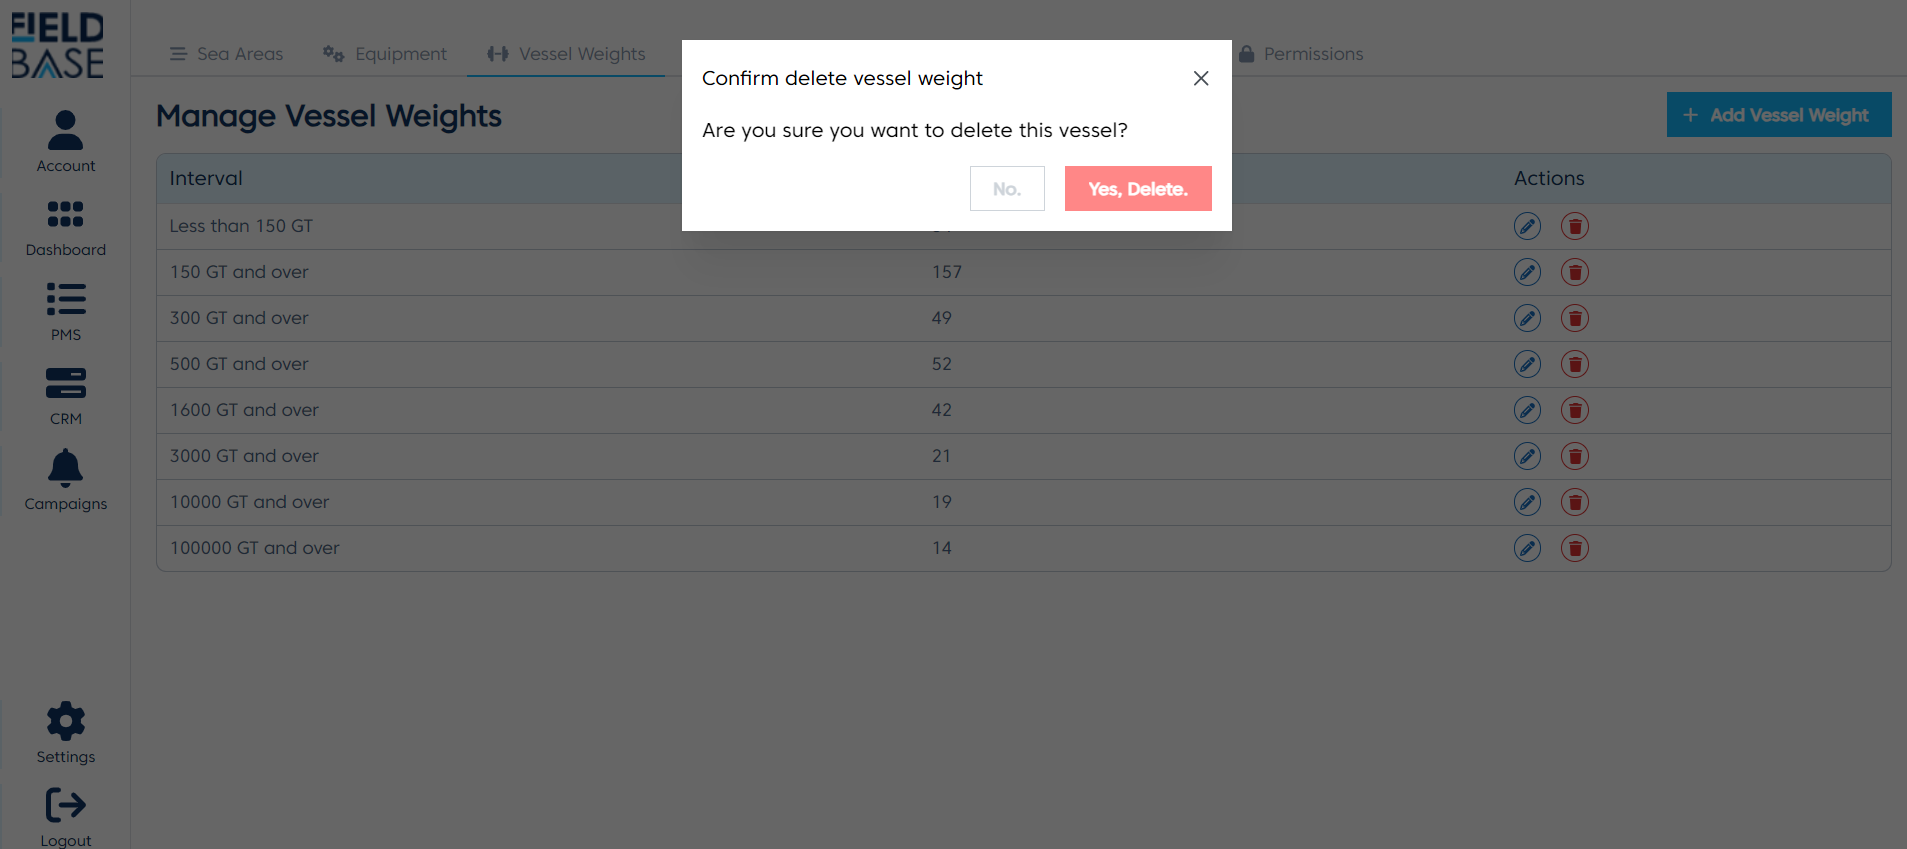 FIELD
BASE
Account
Dashboard
PMS
CRM
Campaigns
Settings
Logout
Sea Areas
Equipment
Vessel Weights
Permissions
Manage Vessel Weights
+ Add Vessel Weight
Confirm delete vessel weight
Are you sure you want to delete this vessel?
No.
Yes, Delete.
Interval
Actions
Less than 150 GT
150 GT and over 157
300 GT and over 49
500 GT and over 52
1600 GT and over 42
3000 GT and over 21
10000 GT and over 19
100000 GT and over 14